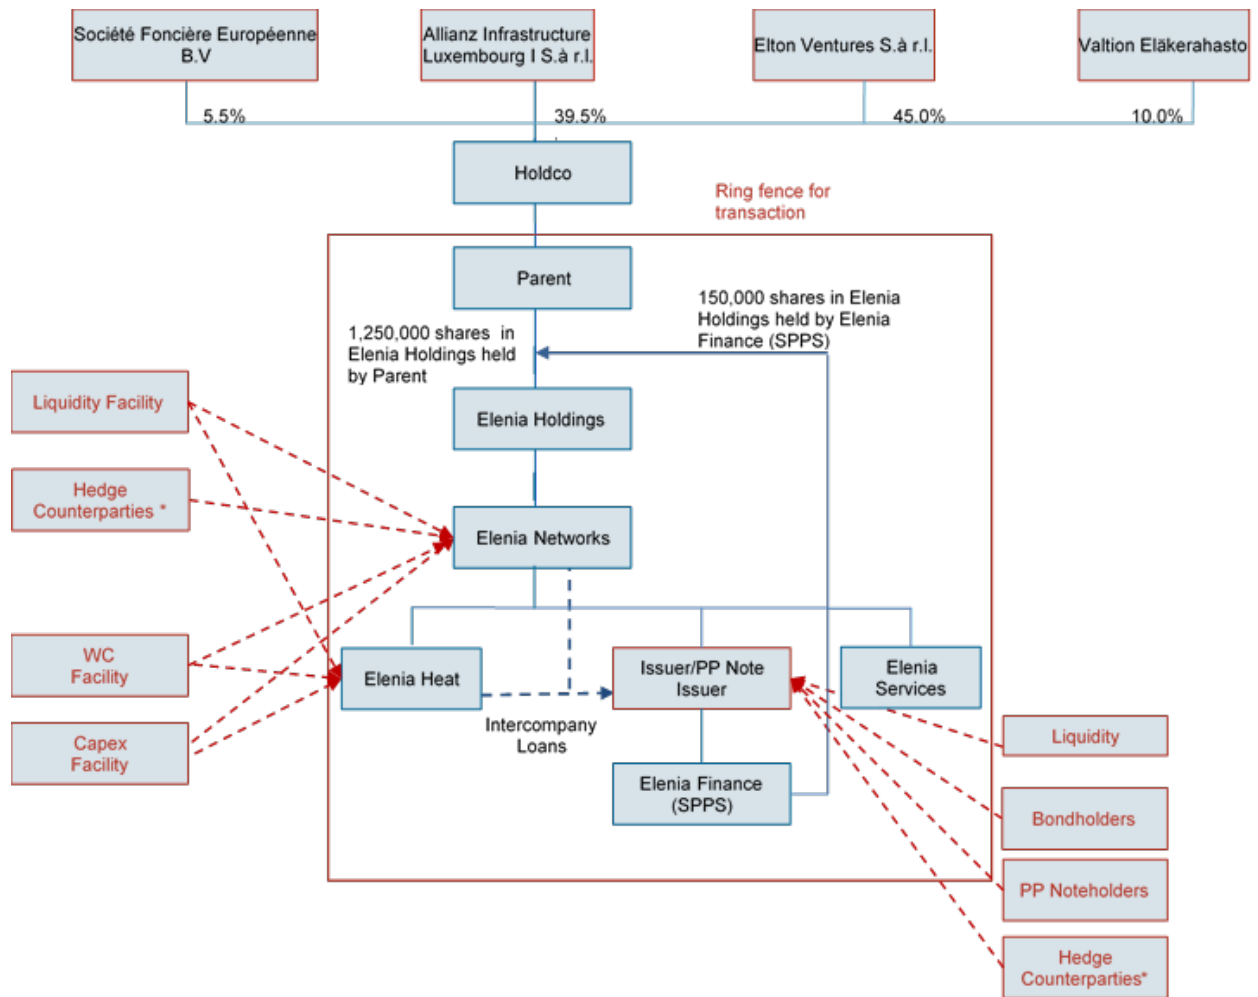 Société Foncière Européenne
B.V
Allianz Infrastructure
Luxembourg I S.à r.l.
Elton Ventures S.à r.l.
Valtion Eläkerahasto
5.5%
39.5%
45.0%
10.0%
Holdco
Ring fence for
transaction
Parent
150,000 shares in Elenia
Holdings held by Elenia
Finance (SPPS)
1,250,000 shares in
Elenia Holdings held
by Parent
Liquidity Facility
Elenia Holdings
Hedge
Counterparties *
Elenia Networks
WC
Facility
Elenia Heat
Issuer/PP Note
Issuer
Elenia
Services
Intercompany
Loans
Capex
Facility
Liquidity
Elenia Finance
(SPPS)
Bondholders
PP Noteholders
Hedge
Counterparties*